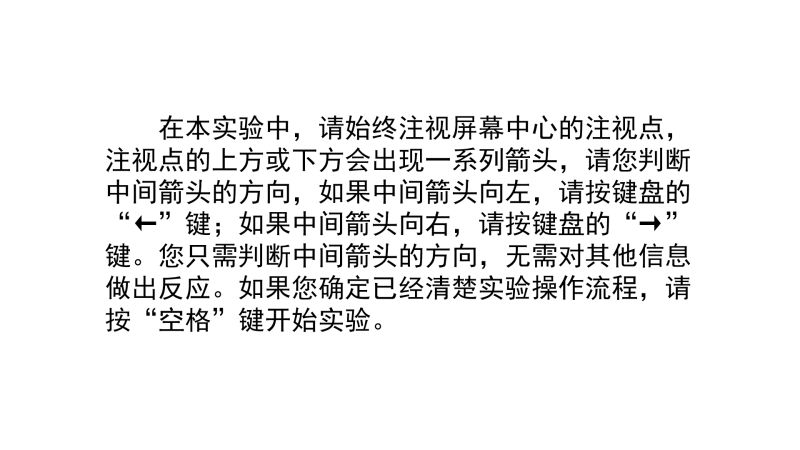 在本实验中，请始终注视屏幕中心的注视点，
注视点的上方或下方会出现一系列箭头，请您判断
中间箭头的方向，如果中间箭头向左，请按键盘的
“←”键；如果中间箭头向右，请按键盘的“→”
键。您只需判断中间箭头的方向，无需对其他信息
做出反应。如果您确定已经清楚实验操作流程，请
按“空格”键开始实验。